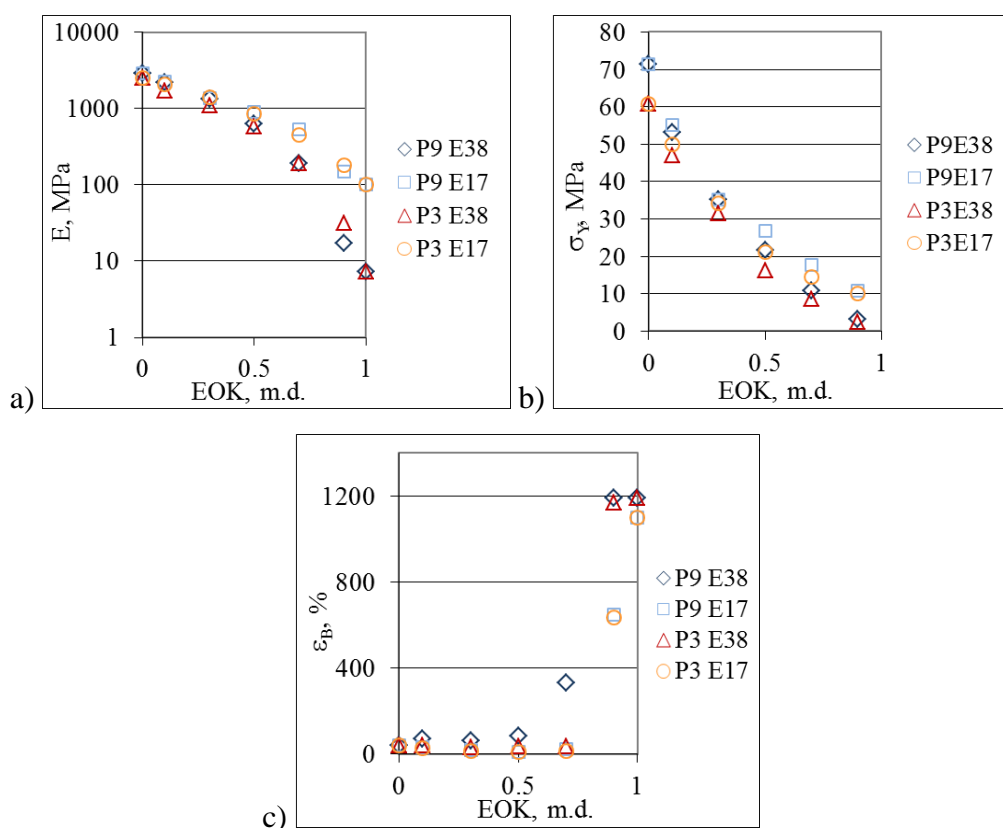 10000
1000
100
10
1
E, MPa
0 0.5 1
EOK, m.d.
P9 E38
P9 E17
P3 E38
P3 E17
a)
80
70
60
50
40
30
20
10
0
σY, MPa
0 0.5 1
EOK, m.d.
P9E38
P9E17
P3E38
P3E17
b)
1200
800
400
0
εB, %
0 0.5 1
EOK, m.d.
P9 E38
P9 E17
P3 E38
P3 E17
c)